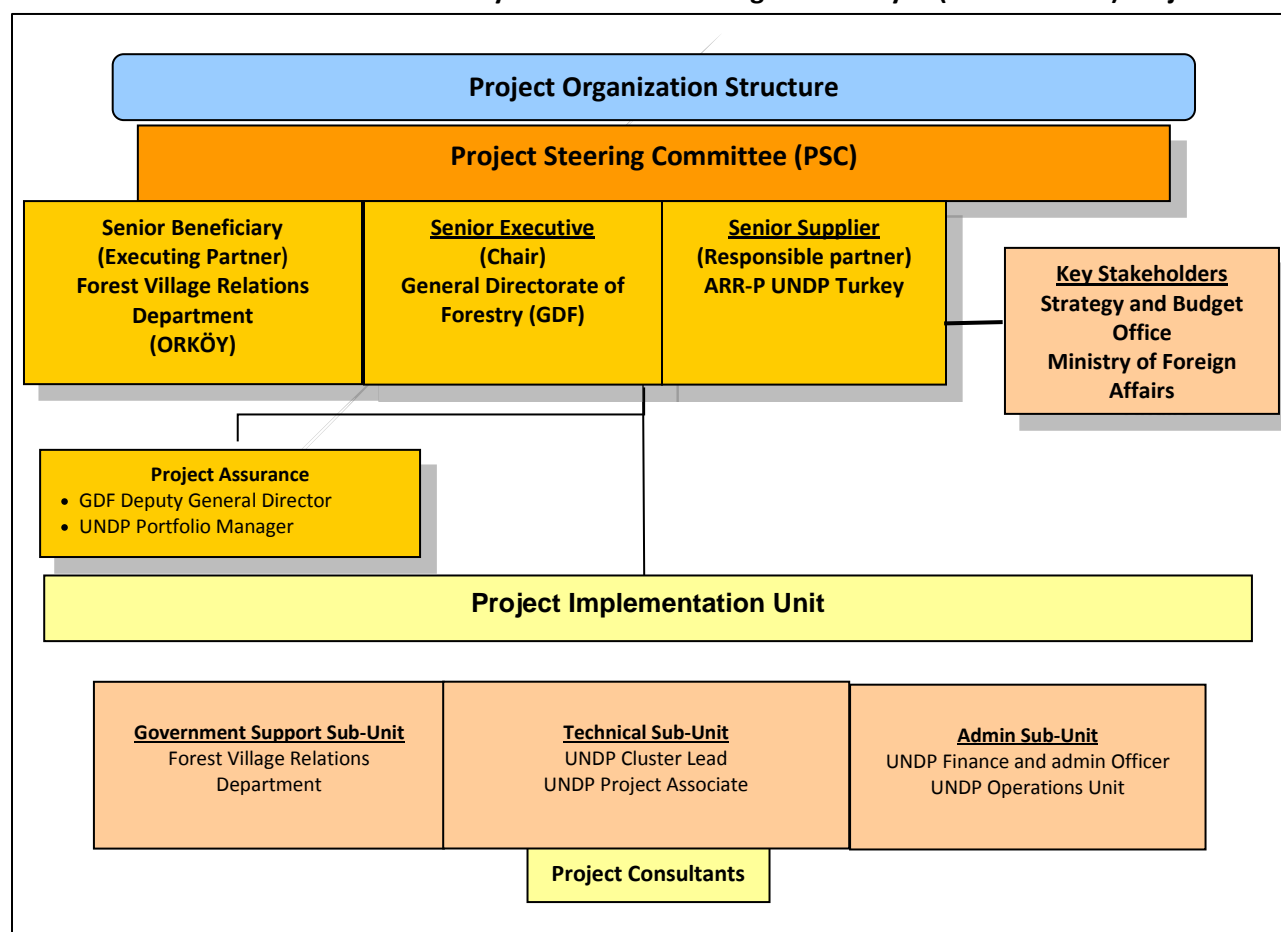 Project Organization Structure
Project Steering Committee (PSC)
Senior Beneficiary
(Executing Partner)
Forest Village Relations
Department
(ORKÖY)
Senior Executive
(Chair)
General Directorate of
Forestry (GDF)
Senior Supplier
(Responsible partner)
ARR-P UNDP Turkey
Key Stakeholders
Strategy and Budget
Office
Ministry of Foreign
Affairs
Project Assurance
• GDF Deputy General Director
• UNDP Portfolio Manager
Project Implementation Unit
Government Support Sub-Unit
Forest Village Relations
Department
Technical Sub-Unit
UNDP Cluster Lead
UNDP Project Associate
Admin Sub-Unit
UNDP Finance and admin Officer
UNDP Operations Unit
Project Consultants